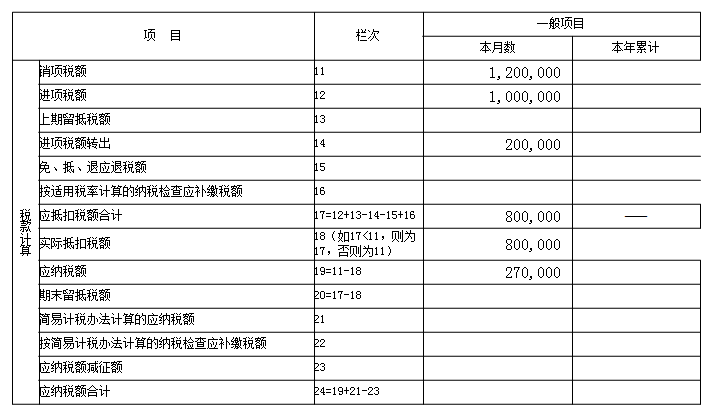 项 目 栏次 一般项目
本月数 本年累计
税款计算
销项税额 11 1,200,000
进项税额 12 1,000,000
上期留抵税额 13
进项税额转出 14 200,000
免、抵、退应退税额 15
按适用税率计算的纳税检查应补缴税额 16
应抵扣税额合计 17=12+13-14-15+16 800,000 ——
实际抵扣税额 18（如17<11，则为17，否则为11） 800,000
应纳税额 19=11-18 270,000
期末留抵税额 20=17-18
简易计税办法计算的应纳税额 21
按简易计税办法计算的纳税检查应补缴税额 22
应纳税额减征额 23
应纳税额合计 24=19+21-23